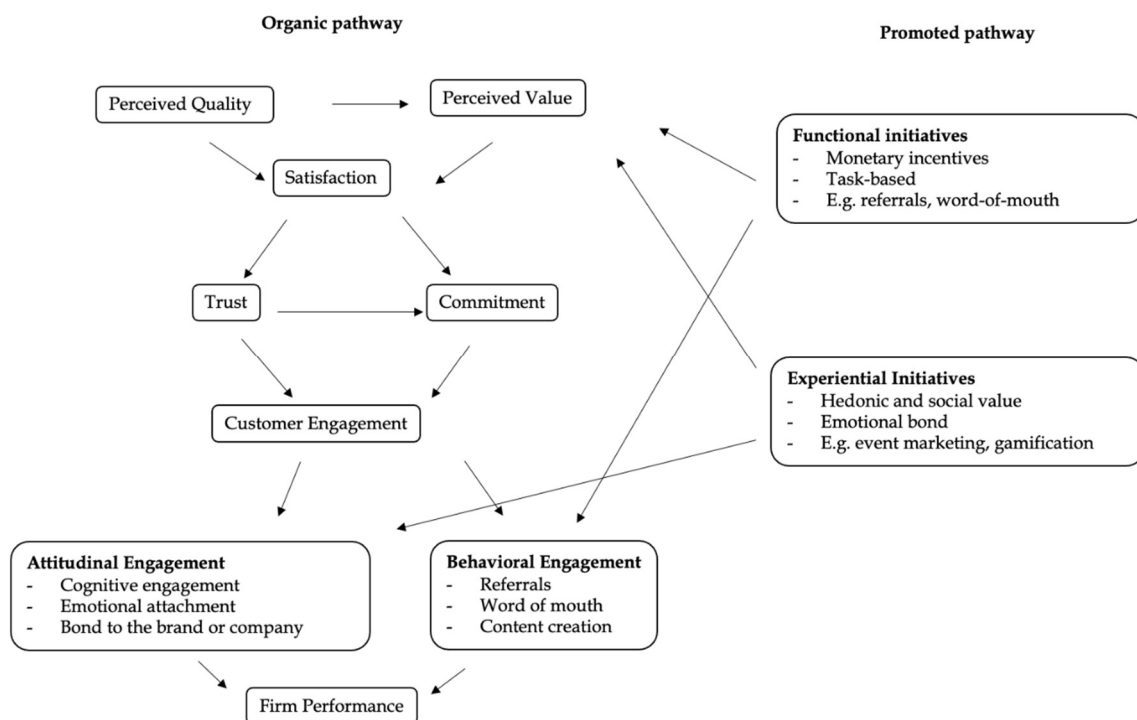 Organic pathway
Promoted pathway
Perceived Quality
Perceived Value
Functional initiatives
- Monetary incentives
- Task-based
- E.g. referrals, word-of-mouth
Satisfaction
Trust
Commitment
Experiential Initiatives
- Hedonic and social value
- Emotional bond
- E.g. event marketing, gamification
Customer Engagement
Attitudinal Engagement
- Cognitive engagement
- Emotional attachment
- Bond to the brand or company
Behavioral Engagement
- Referrals
- Word of mouth
- Content creation
Firm Performance